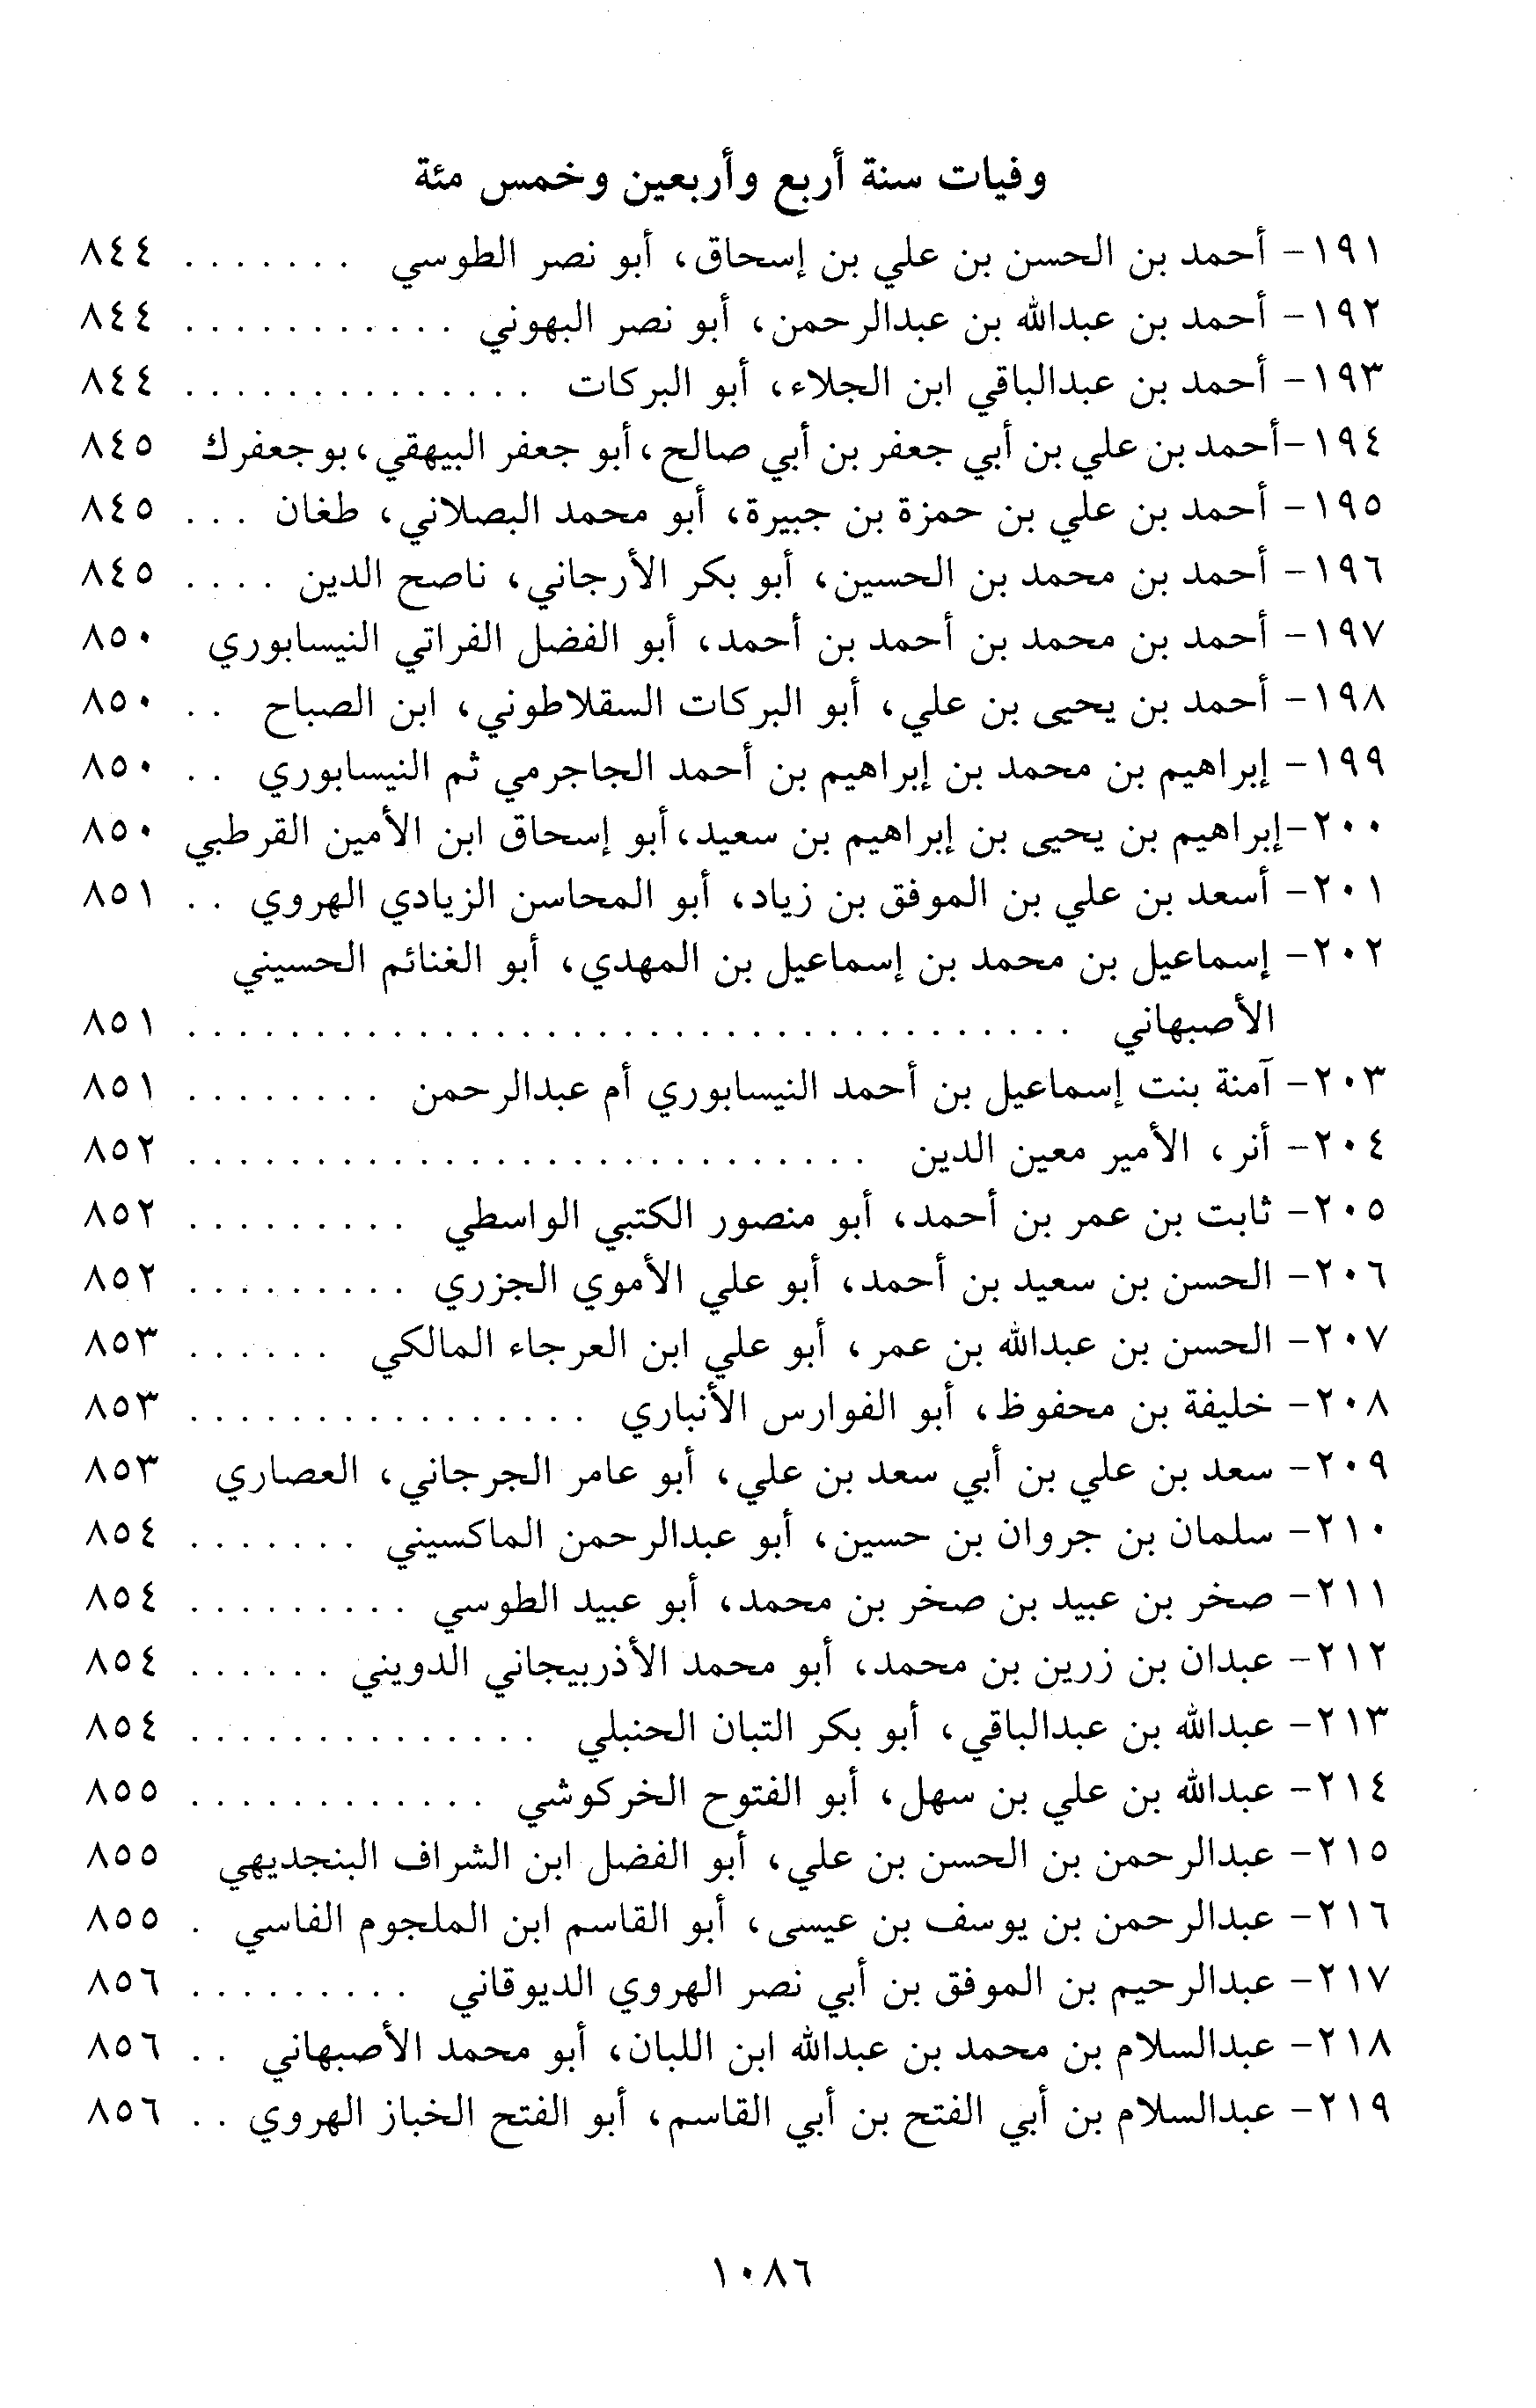 وفيات سنة أربع وأربعين وخمس مئة
١٩١- أحمد بن الحسن بن علي بن إسحاق، أبو نصر الطوسي . . . . . . . ٨٤٤
١٩٢- أحمد بن عبدالله بن عبدالرحمن، أبو نصر البهوني . . . . . . . . . . . ٨٤٤
١٩٣- أحمد بن عبدالباقي ابن الجلاء، أبو البركات . . . . . . . . . . . . . . ٨٤٤
١٩٤-أحمد بن علي بن أبي جعفر بن أبي صالح، أبو جعفر البيهقي، بوجعفرك ٨٤٥
١٩٥- أحمد بن علي بن حمزة بن جبيرة، أبو محمد البصلاني، طغان . . . ٨٤٥
١٩٦- أحمد بن محمد بن الحسين، أبو بكر الأرجاني، ناصح الدين . . . . ٨٤٥
١٩٧- أحمد بن محمد بن أحمد بن أحمد، أبو الفضل الفراتي النيسابوري ٨٥٠
١٩٨- أحمد بن يحيى بن علي، أبو البركات السقلاطوني، ابن الصباح . . ٨٥٠
١٩٩- إبراهيم بن محمد بن إبراهيم بن أحمد الجاجرمي ثم النيسابوري . . ٨٥٠
٢٠٠-إبراهيم بن يحيى بن إبراهيم بن سعيد، أبو إسحاق ابن الأمين القرطبي ٨٥٠
٢٠١- أسعد بن علي بن الموفق بن زياد، أبو المحاسن الزيادي الهروي . . ٨٥١
٢٠٢- إسماعيل بن محمد بن إسماعيل بن المهدي، أبو الغنائم الحسيني
الأصبهاني . . . . . . . . . . . . . . . . . . . . . . . . . . . . . . . . . . . ٨٥١
٢٠٣- آمنة بنت إسماعيل بن أحمد النيسابوري أم عبدالرحمن . . . . . . . . ٨٥١
٢٠٤- أنر، الأمير معين الدين . . . . . . . . . . . . . . . . . . . . . . . . . . . ٨٥٢
٢٠٥- ثابت بن عمر بن أحمد، أبو منصور الكتبي الواسطي . . . . . . . . . ٨٥٢
٢٠٦- الحسن بن سعيد بن أحمد، أبو علي الأموي الجزري . . . . . . . . . ٨٥٢
٢٠٧- الحسن بن عبدالله بن عمر، أبو علي ابن العرجاء المالكي . . . . . . ٨٥٣
٢٠٨- خليفة بن محفوظ، أبو الفوارس الأنباري . . . . . . . . . . . . . . . . ٨٥٣
٢٠٩- سعد بن علي بن أبي سعد بن علي، أبو عامر الجرجاني، العصاري ٨٥٣
٢١٠- سلمان بن جروان بن حسين، أبو عبدالرحمن الماكسيني . . . . . . . ٨٥٤
٢١١- صخر بن عبيد بن صخر بن محمد، أبو عبيد الطوسي . . . . . . . . . ٨٥٤
٢١٢- عبدان بن زرين بن محمد، أبو محمد الأذربيجاني الدويني . . . . . . ٨٥٤
٢١٣- عبدالله بن عبدالباقي، أبو بكر التبان الحنبلي . . . . . . . . . . . . . . ٨٥٤
٢١٤- عبدالله بن علي بن سهل، أبو الفتوح الخركوشي . . . . . . . . . . . . ٨٥٥
٢١٥- عبدالرحمن بن الحسن بن علي، أبو الفضل ابن الشراف البنجديهي ٨٥٥
٢١٦- عبدالرحمن بن يوسف بن عيسى، أبو القاسم ابن الملجوم الفاسي . ٨٥٥
٢١٧- عبدالرحيم بن الموفق بن أبي نصر الهروي الديوقاني . . . . . . . . . ٨٥٦
٢١٨- عبدالسلام بن محمد بن عبدالله ابن اللبان، أبو محمد الأصبهاني . . ٨٥٦
٢١٩- عبدالسلام بن أبي الفتح بن أبي القاسم، أبو الفتح الخباز الهروي . . ٨٥٦
١٠٨٦